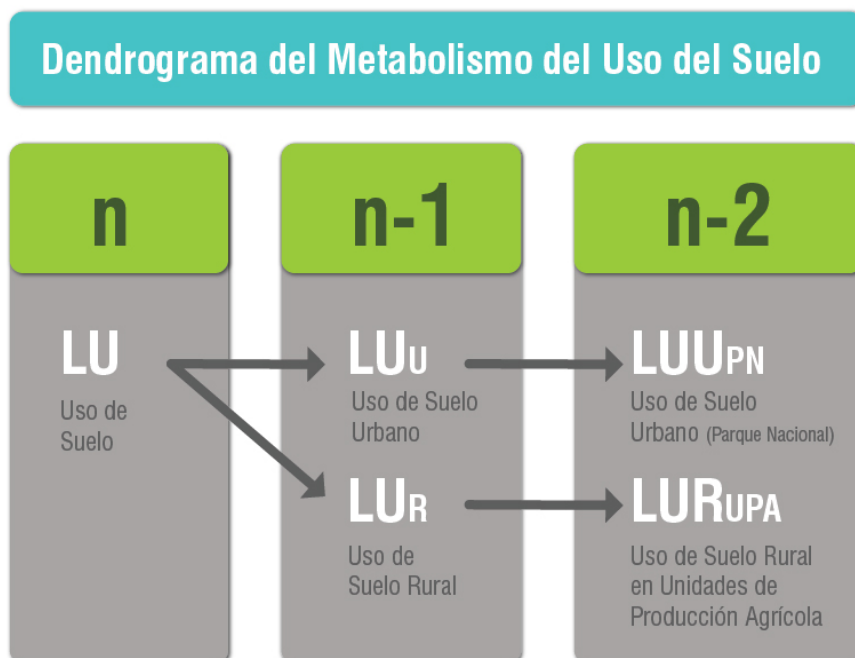 Dendrograma del Metabolismo del Uso del Suelo
n
LU
Uso de
Suelo
n-1
LUU
Uso de Suelo
Urbano
LUR
Uso de
Suelo Rural
n-2
LUUPN
Uso de Suelo
Urbano (Parque Nacional)
LURUPA
Uso de Suelo Rural
en Unidades de
Producción Agrícola